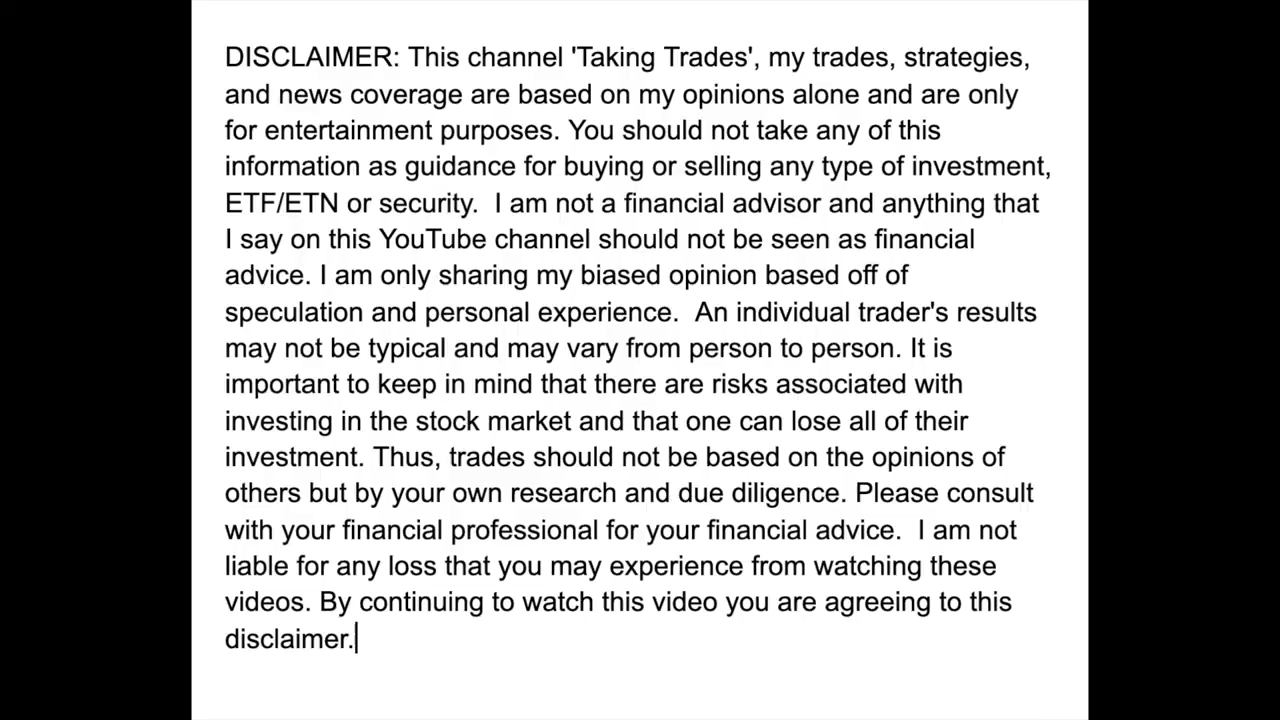 DISCLAIMER: This channel 'Taking Trades', my trades, strategies,
and news coverage are based on my opinions alone and are only
for entertainment purposes. You should not take any of this
information as guidance for buying or selling any type of investment,
ETF/ETN or security.  I am not a financial advisor and anything that
I say on this YouTube channel should not be seen as financial
advice. I am only sharing my biased opinion based off of
speculation and personal experience.  An individual trader's results
may not be typical and may vary from person to person. It is
important to keep in mind that there are risks associated with
investing in the stock market and that one can lose all of their
investment. Thus, trades should not be based on the opinions of
others but by your own research and due diligence. Please consult
with your financial professional for your financial advice.  I am not
liable for any loss that you may experience from watching these
videos. By continuing to watch this video you are agreeing to this
disclaimer.